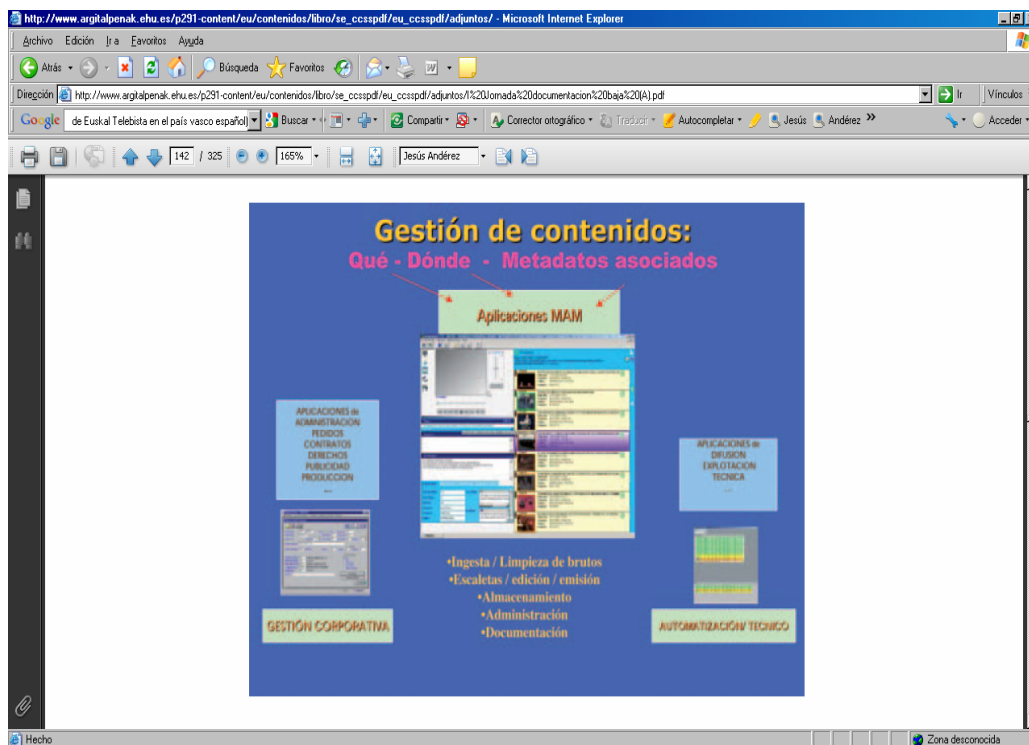 http://www.argitalpenak.ehu.es/p291-content/eu/contenidos/libro/se_ccsspdf/eu_ccsspdf/adjuntos/ - Microsoft Internet Explorer
Archivo Edición Ir a Favoritos Ayuda
Atrás Búsqueda Favoritos
Dirección http://www.argitalpenak.ehu.es/p291-content/eu/contenidos/libro/se_ccsspdf/eu_ccsspdf/adjuntos/I%20Jornada%20documentacion%20baja%20(A).pdf Ir Vínculos
Google de Euskal Telebista en el país vasco español) Buscar Compartir Corrector ortográfico Traducir Autocompletar Jesús Andérez » Acceder
142 / 325 165% Jesús Andérez
Gestión de contenidos:
Qué - Dónde - Metadatos asociados
Aplicaciones MAM
APLICACIONES de
ADMINISTRACION
PEDIDOS
CONTRATOS
DERECHOS
PUBLICIDAD
PRODUCCION
...
GESTIÓN CORPORATIVA
•Ingesta / Limpieza de brutos
•Escaletas / edición / emisión
•Almacenamiento
•Administración
•Documentación
APLICACIONES de
DIFUSION
EXPLOTACION
TECNICA
...
AUTOMATIZACIÓN/ TECNICO
Hecho Zona desconocida